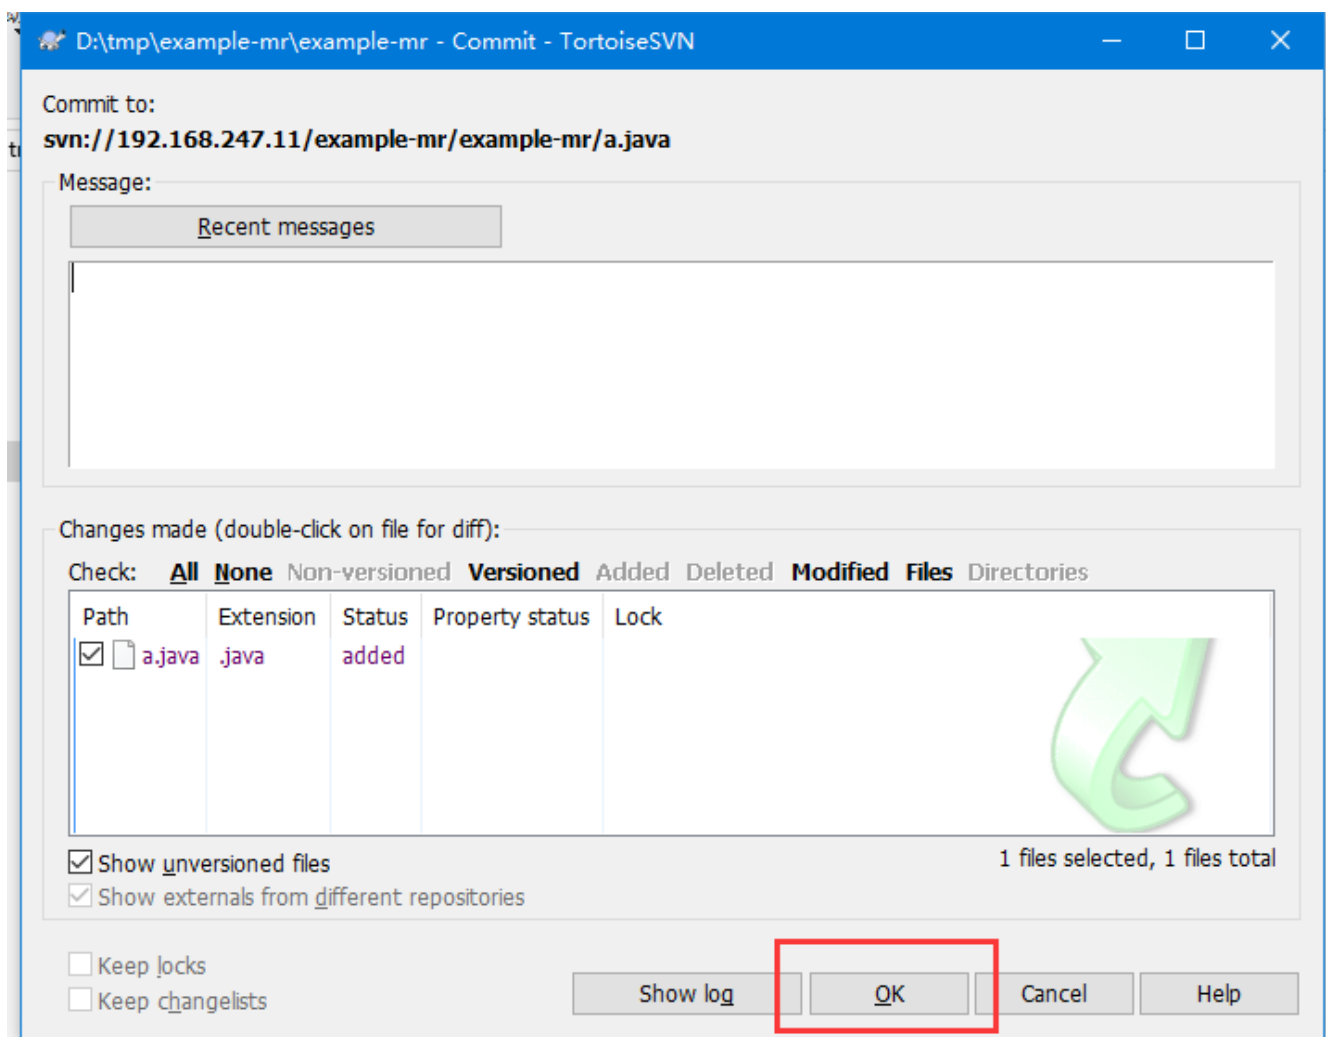 D:\tmp\example-mr\example-mr - Commit - TortoiseSVN
Commit to:
svn://192.168.247.11/example-mr/example-mr/a.java
Message:
Recent messages
Changes made (double-click on file for diff):
Check: All None Non-versioned Versioned Added Deleted Modified Files Directories
Path Extension Status Property status Lock
a.java .java added
Show unversioned files
1 files selected, 1 files total
Show externals from different repositories
Keep locks
Keep changelists
Show log OK Cancel Help